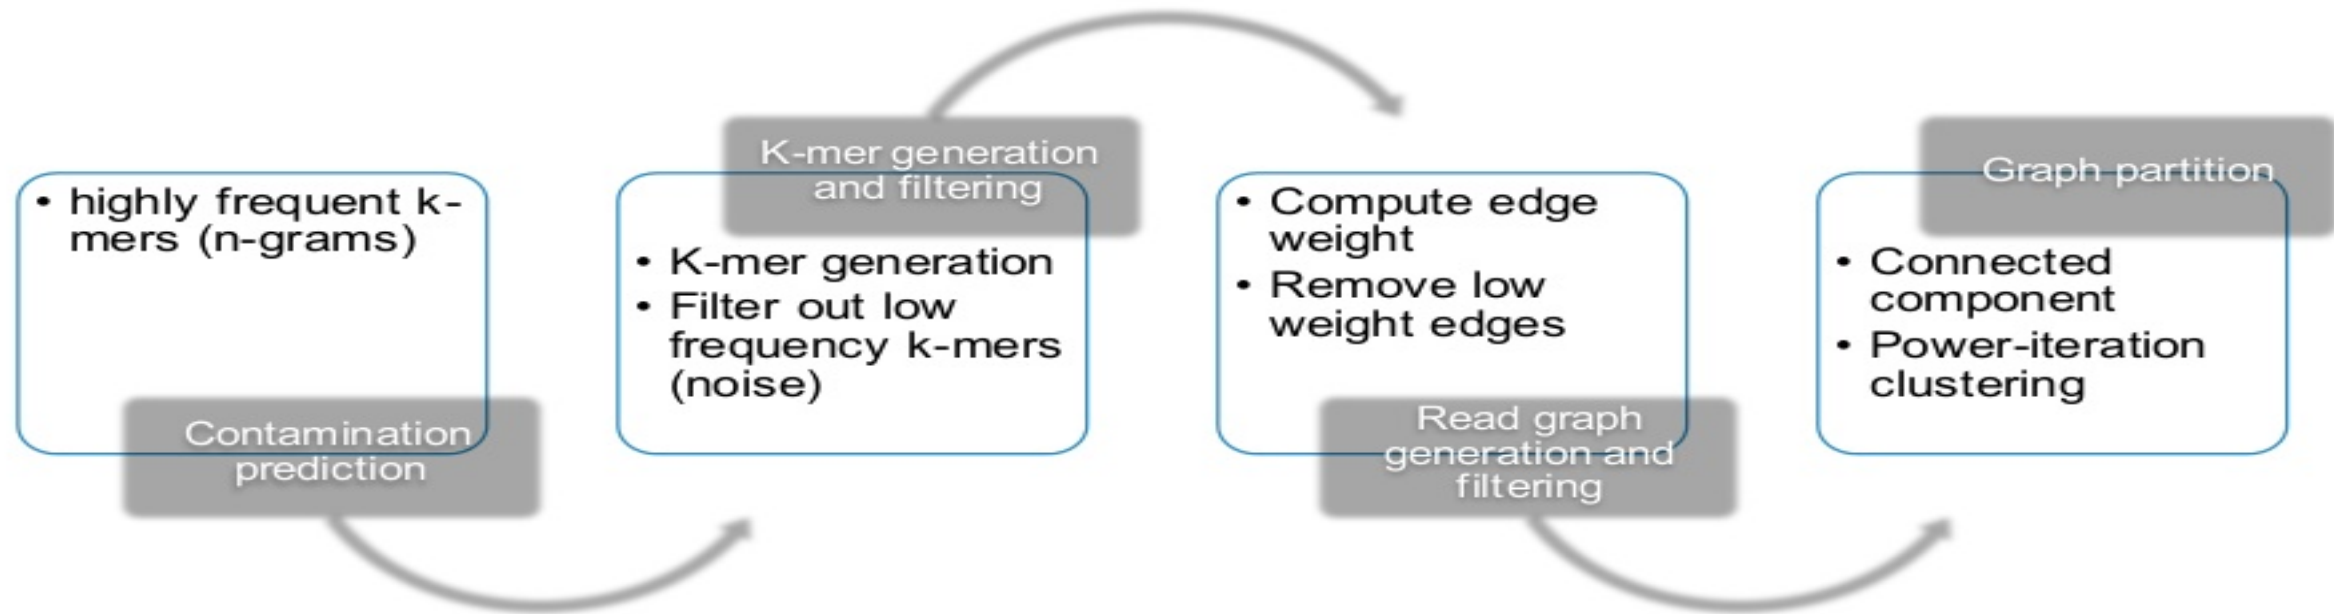 • highly frequent k-
mers (n-grams)
Contamination
prediction
K-mer generation
and filtering
• K-mer generation
• Filter out low
frequency k-mers
(noise)
• Compute edge
weight
• Remove low
weight edges
Read graph
generation and
filtering
Graph partition
• Connected
component
• Power-iteration
clustering